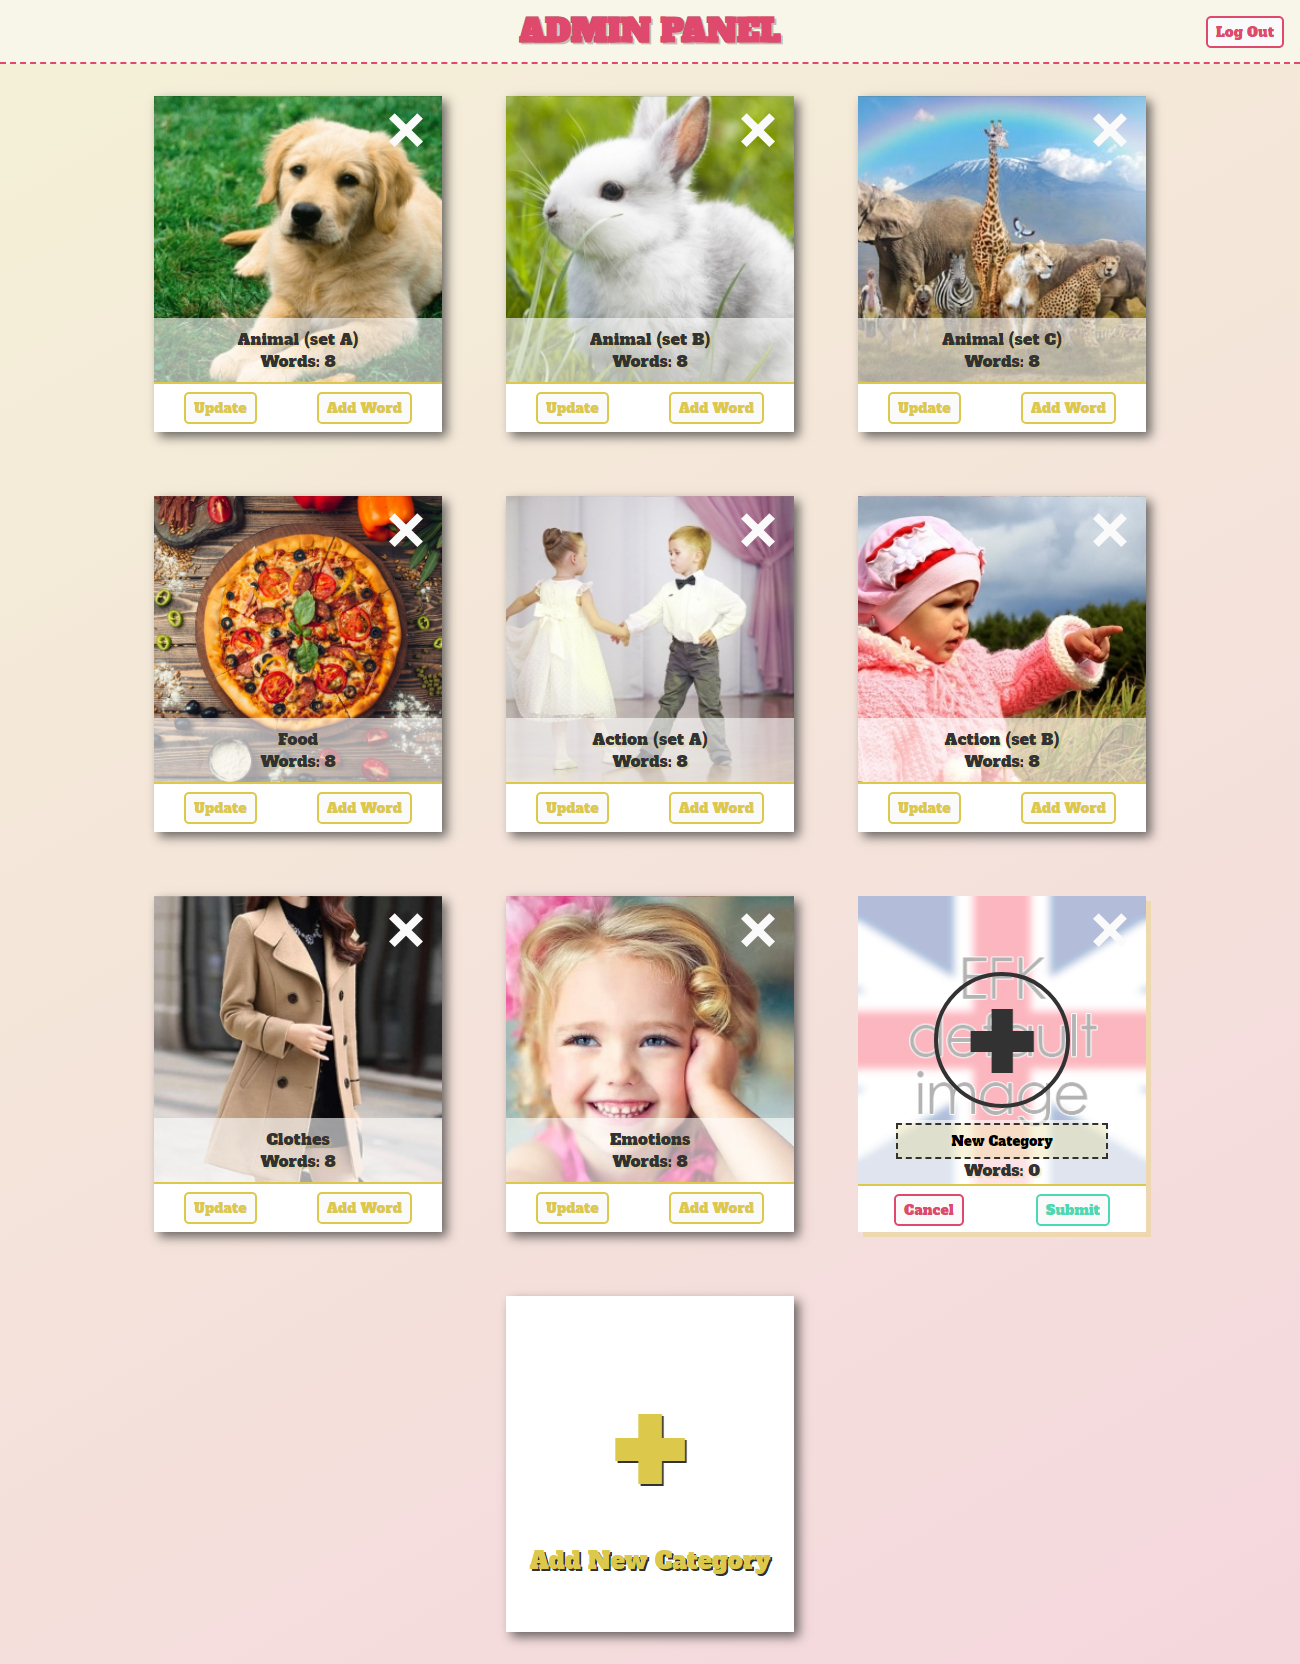 ADMIN PANEL
Log Out
Animal (set A)
Words: 8
Update
Add Word
Animal (set B)
Words: 8
Update
Add Word
Animal (set C)
Words: 8
Update
Add Word
Food
Words: 8
Update
Add Word
Action (set A)
Words: 8
Update
Add Word
Action (set B)
Words: 8
Update
Add Word
Clothes
Words: 8
Update
Add Word
Emotions
Words: 8
Update
Add Word
EFK
default
image
New Category
Words: 0
Cancel
Submit
Add New Category